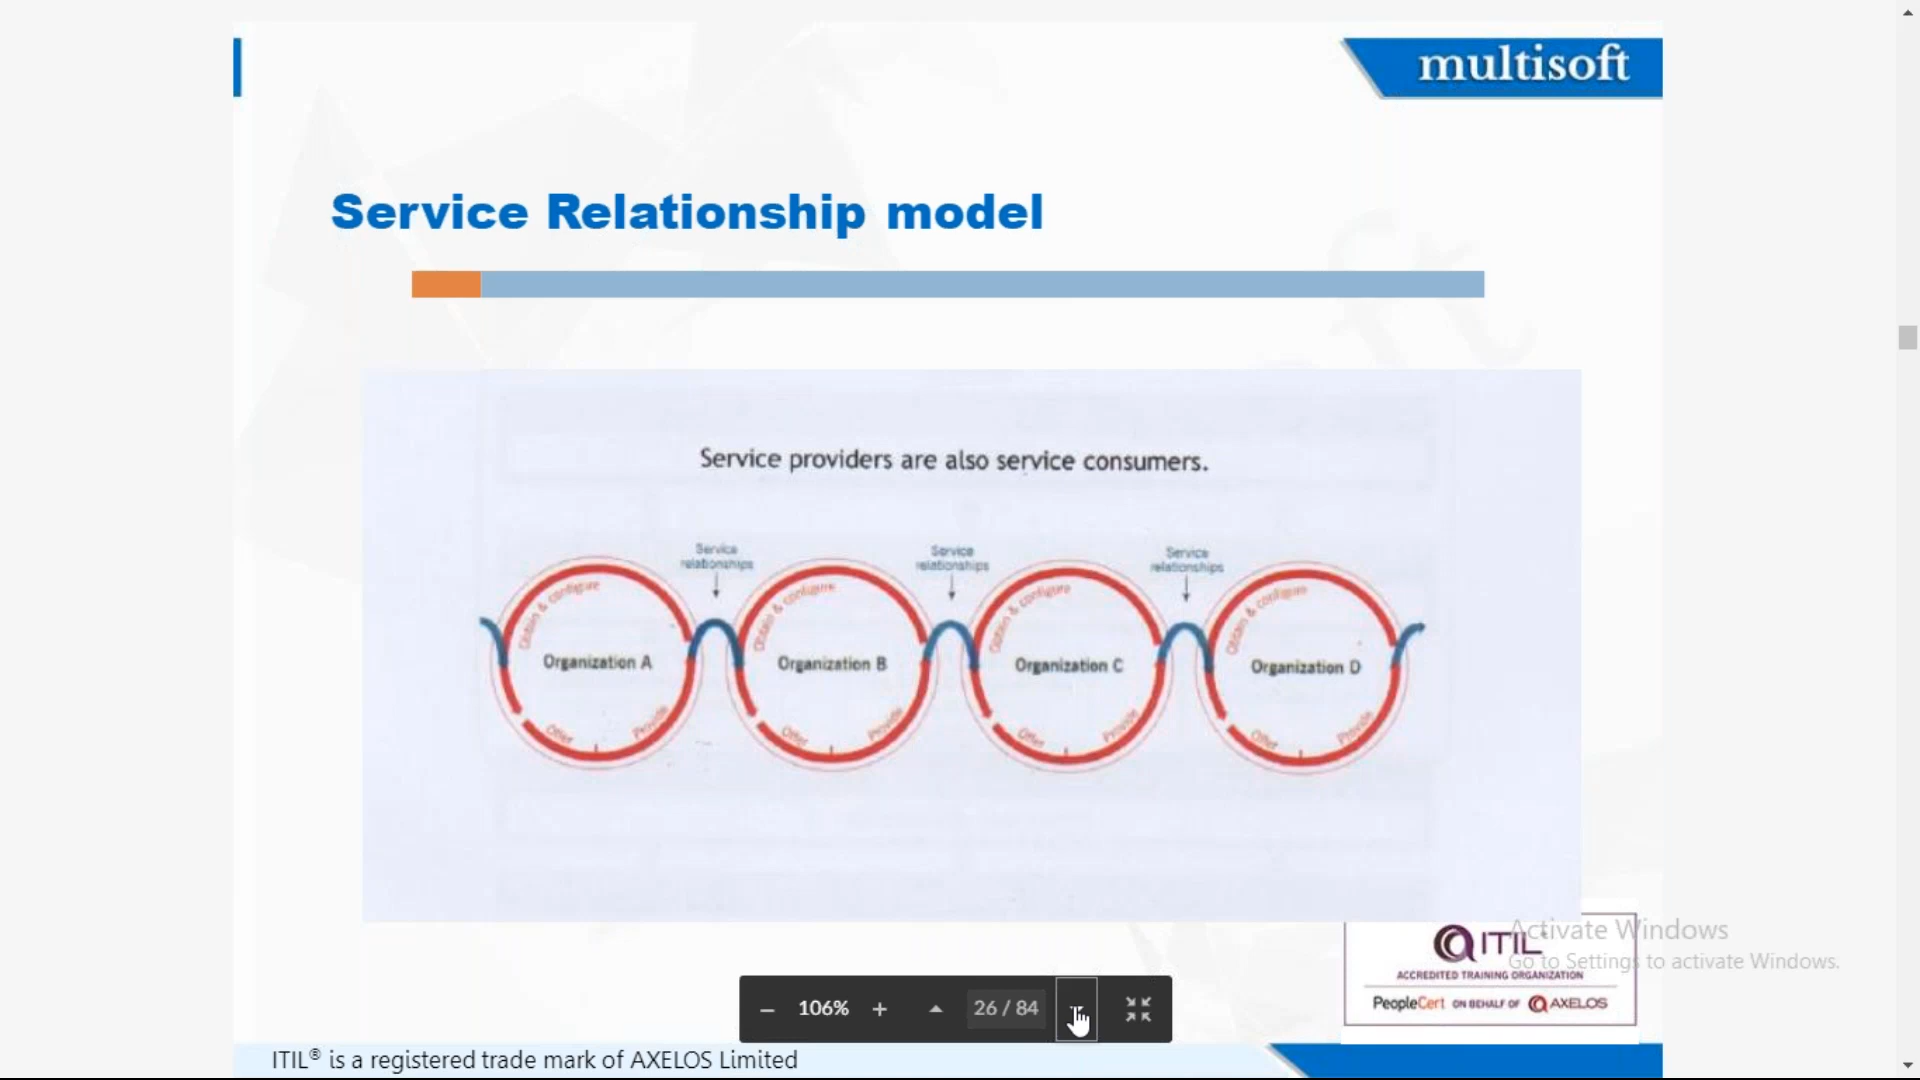 multisoft
Service Relationship model
Service providers are also service consumers.
Service relationships
Service relationships
Service relationships
Obtain & configure
Organization A
Offer
Provide
Obtain & configure
Organization B
Offer
Provide
Obtain & configure
Organization C
Offer
Provide
Obtain & configure
Organization D
Offer
Provide
ITIL
ACCREDITED TRAINING ORGANIZATION
PeopleCert ON BEHALF OF AXELOS
Activate Windows
Go to Settings to activate Windows.
106%
26 / 84
ITIL® is a registered trade mark of AXELOS Limited